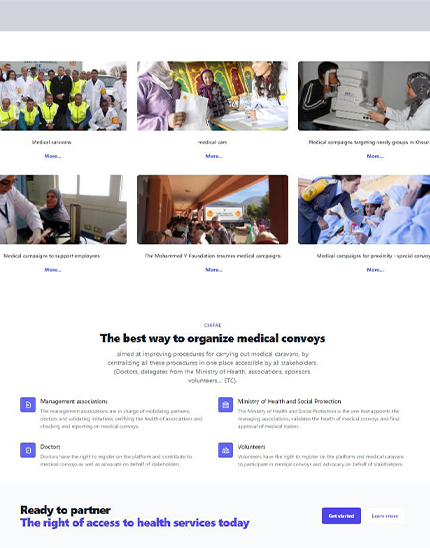 Medical caravans
medical care
Medical campaigns targeting needy groups in Khour
More...
More...
More...
Medical campaigns to support employees
The Mohammed V Foundation resumes medical campaigns
Medical campaigns for proximity - special convoy
More...
More...
More...
CHIFAE
The best way to organize medical convoys
aimed at improving procedures for carrying out medical caravans, by
centralizing all these procedures in one place accessible by all stakeholders.
(Doctors, delegates from the Ministry of Health, associations, sponsors,
volunteers... ETC).
Management associations
The management associations are in charge of mobilizing patients,
doctors and validating initiatives, verifying the health of associations and
checking and reporting on medical convoys.
Ministry of Health and Social Protection
The Ministry of Health and Social Protection is the one that appoints the
managing associations, validates the health of medical convoys and final
approval of medical trailers.
Doctors
Doctors have the right to register on the platform and contribute to
medical convoys as well as advocate on behalf of stakeholders.
Volunteers
Volunteers have the right to register on the platform and medical caravans
to participate in medical convoys and Advocacy on behalf of stakeholders.
Ready to partner
The right of access to health services today
Get started
Learn more